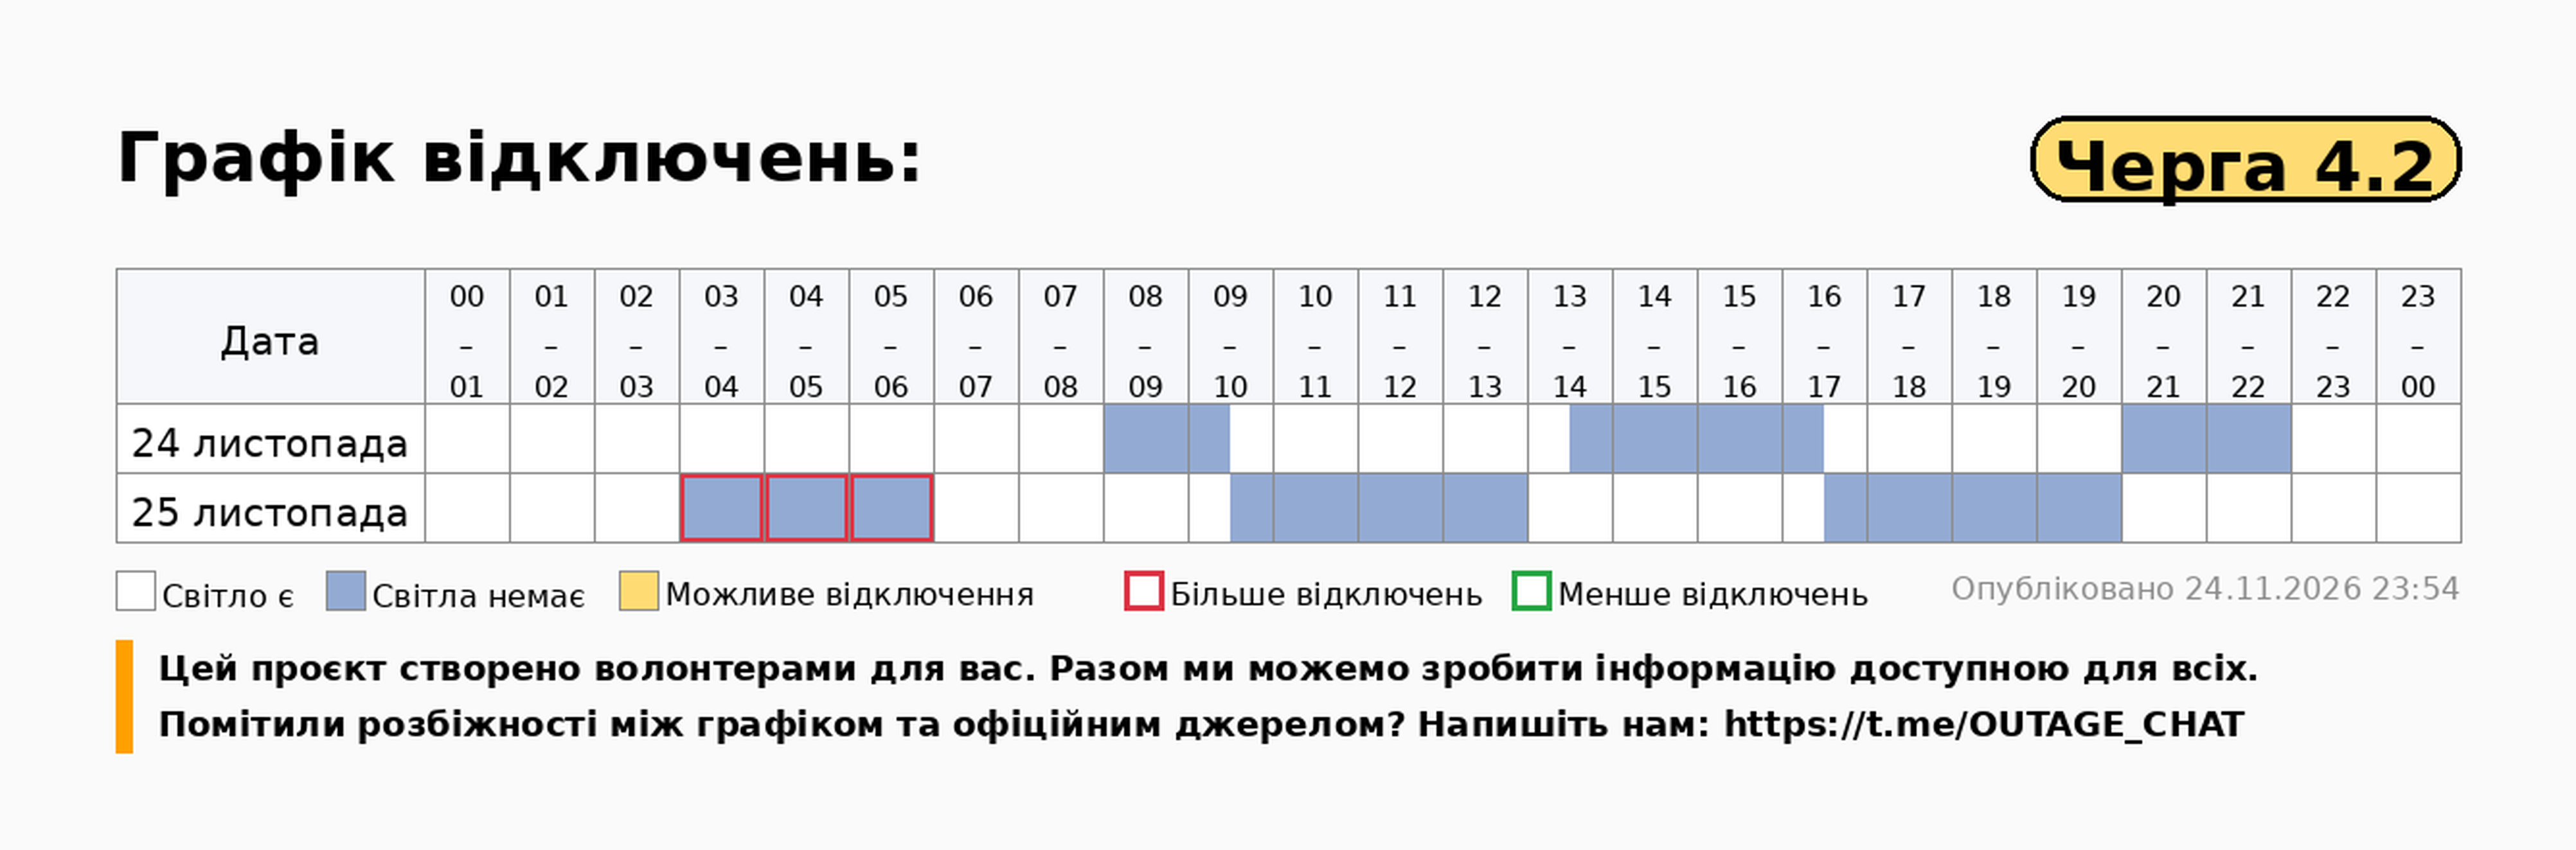 Графік відключень:
Черга 4.2
Дата
00 – 01
01 – 02
02 – 03
03 – 04
04 – 05
05 – 06
06 – 07
07 – 08
08 – 09
09 – 10
10 – 11
11 – 12
12 – 13
13 – 14
14 – 15
15 – 16
16 – 17
17 – 18
18 – 19
19 – 20
20 – 21
21 – 22
22 – 23
23 – 00
24 листопада
25 листопада
Світло є
Світла немає
Можливе відключення
Більше відключень
Менше відключень
Опубліковано 24.11.2026 23:54
Цей проєкт створено волонтерами для вас. Разом ми можемо зробити інформацію доступною для всіх.
Помітили розбіжності між графіком та офіційним джерелом? Напишіть нам: https://t.me/OUTAGE_CHAT